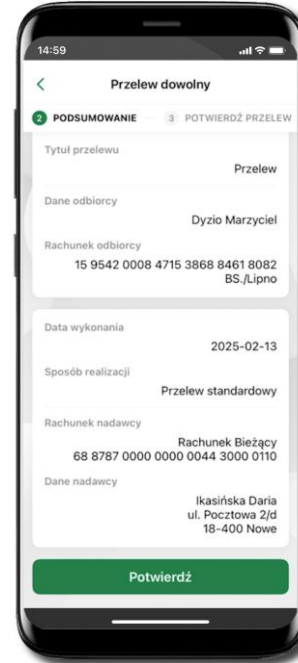 14:59
Przelew dowolny
2 PODSUMOWANIE 3 POTWIERDŹ PRZELEW
Tytuł przelewu
Przelew
Dane odbiorcy
Dyzio Marzyciel
Rachunek odbiorcy
15 9542 0008 4715 3868 8461 8082
BS./Lipno
Data wykonania
2025-02-13
Sposób realizacji
Przelew standardowy
Rachunek nadawcy
Rachunek Bieżący
68 8787 0000 0000 0044 3000 0110
Dane nadawcy
Ikasińska Daria
ul. Pocztowa 2/d
18-400 Nowe
Potwierdź